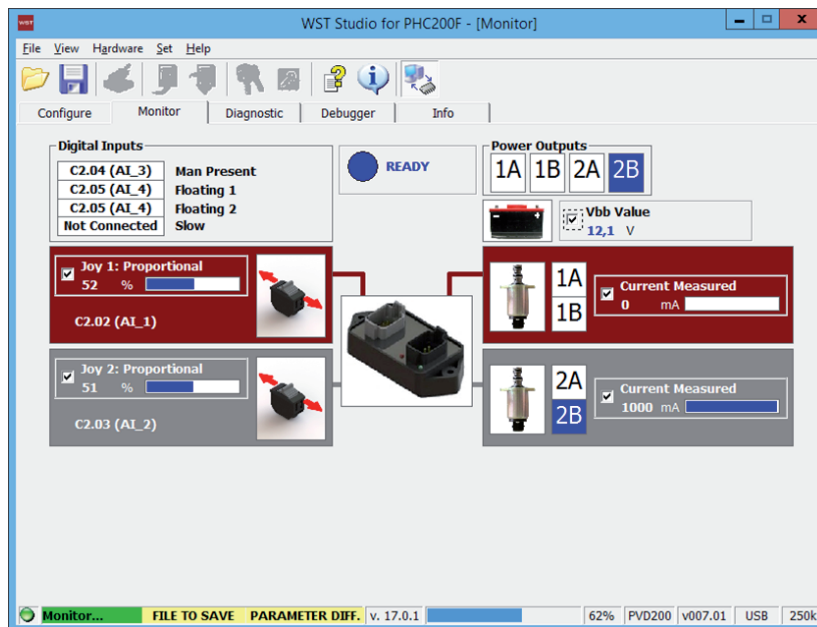 WST
WST Studio for PHC200F - [Monitor]
File View Hardware Set Help
Configure Monitor Diagnostic Debugger Info
Digital Inputs
C2.04 (AI_3) Man Present
C2.05 (AI_4) Floating 1
C2.05 (AI_4) Floating 2
Not Connected Slow
READY
Power Outputs
1A 1B 2A 2B
Vbb Value
12,1 V
Joy 1: Proportional
52 %
C2.02 (AI_1)
1A
1B
Current Measured
0 mA
Joy 2: Proportional
51 %
C2.03 (AI_2)
2A
2B
Current Measured
1000 mA
Monitor... FILE TO SAVE PARAMETER DIFF. v. 17.0.1 62% PVD200 v007.01 USB 250k